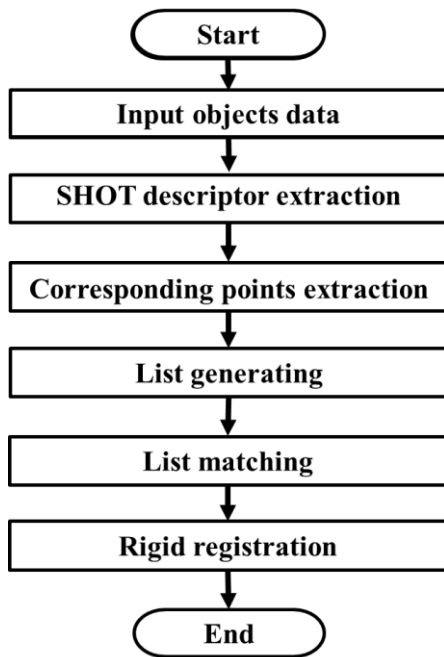 Start
Input objects data
SHOT descriptor extraction
Corresponding points extraction
List generating
List matching
Rigid registration
End